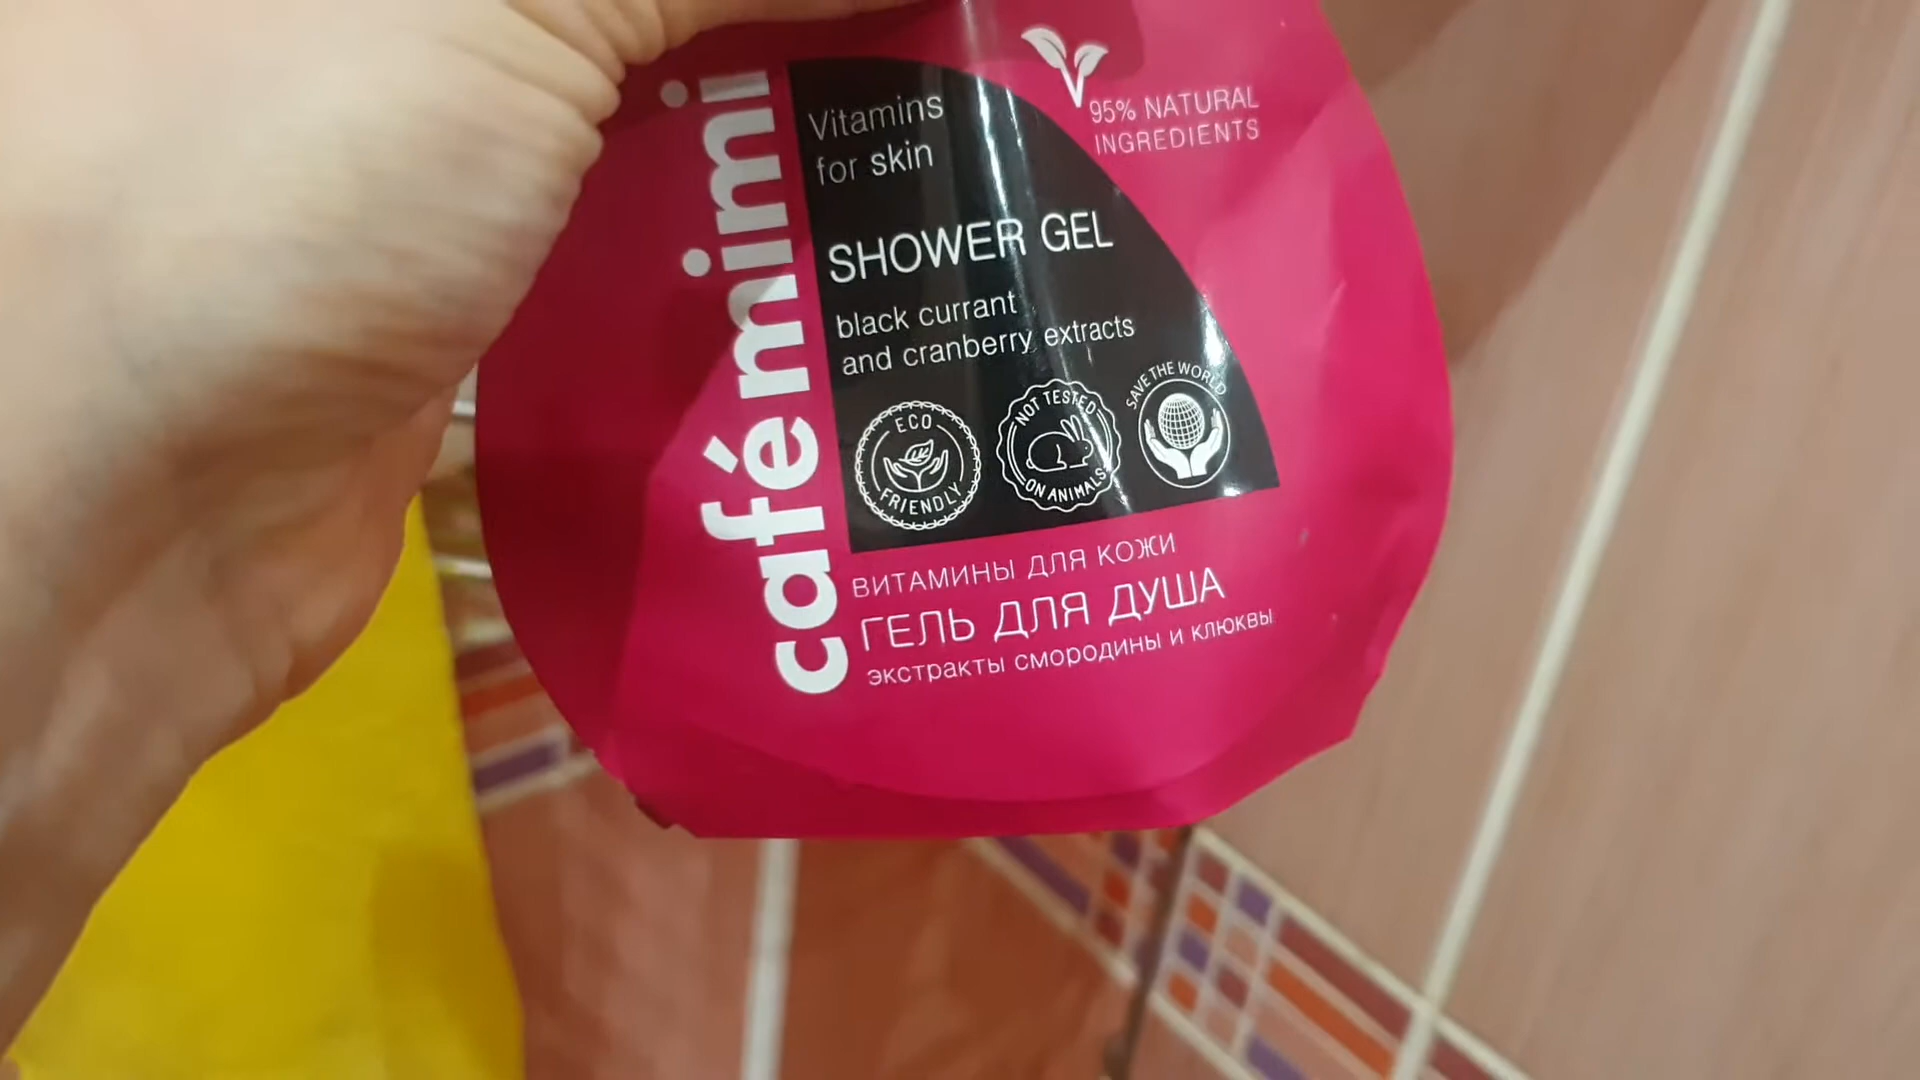 café mimi
Vitamins
for skin
95% NATURAL
INGREDIENTS
SHOWER GEL
black currant
and cranberry extracts
ECO
FRIENDLY
NOT TESTED
ON ANIMALS
SAVE THE WORLD
ВИТАМИНЫ ДЛЯ КОЖИ
ГЕЛЬ ДЛЯ ДУША
экстракты смородины и клюквы